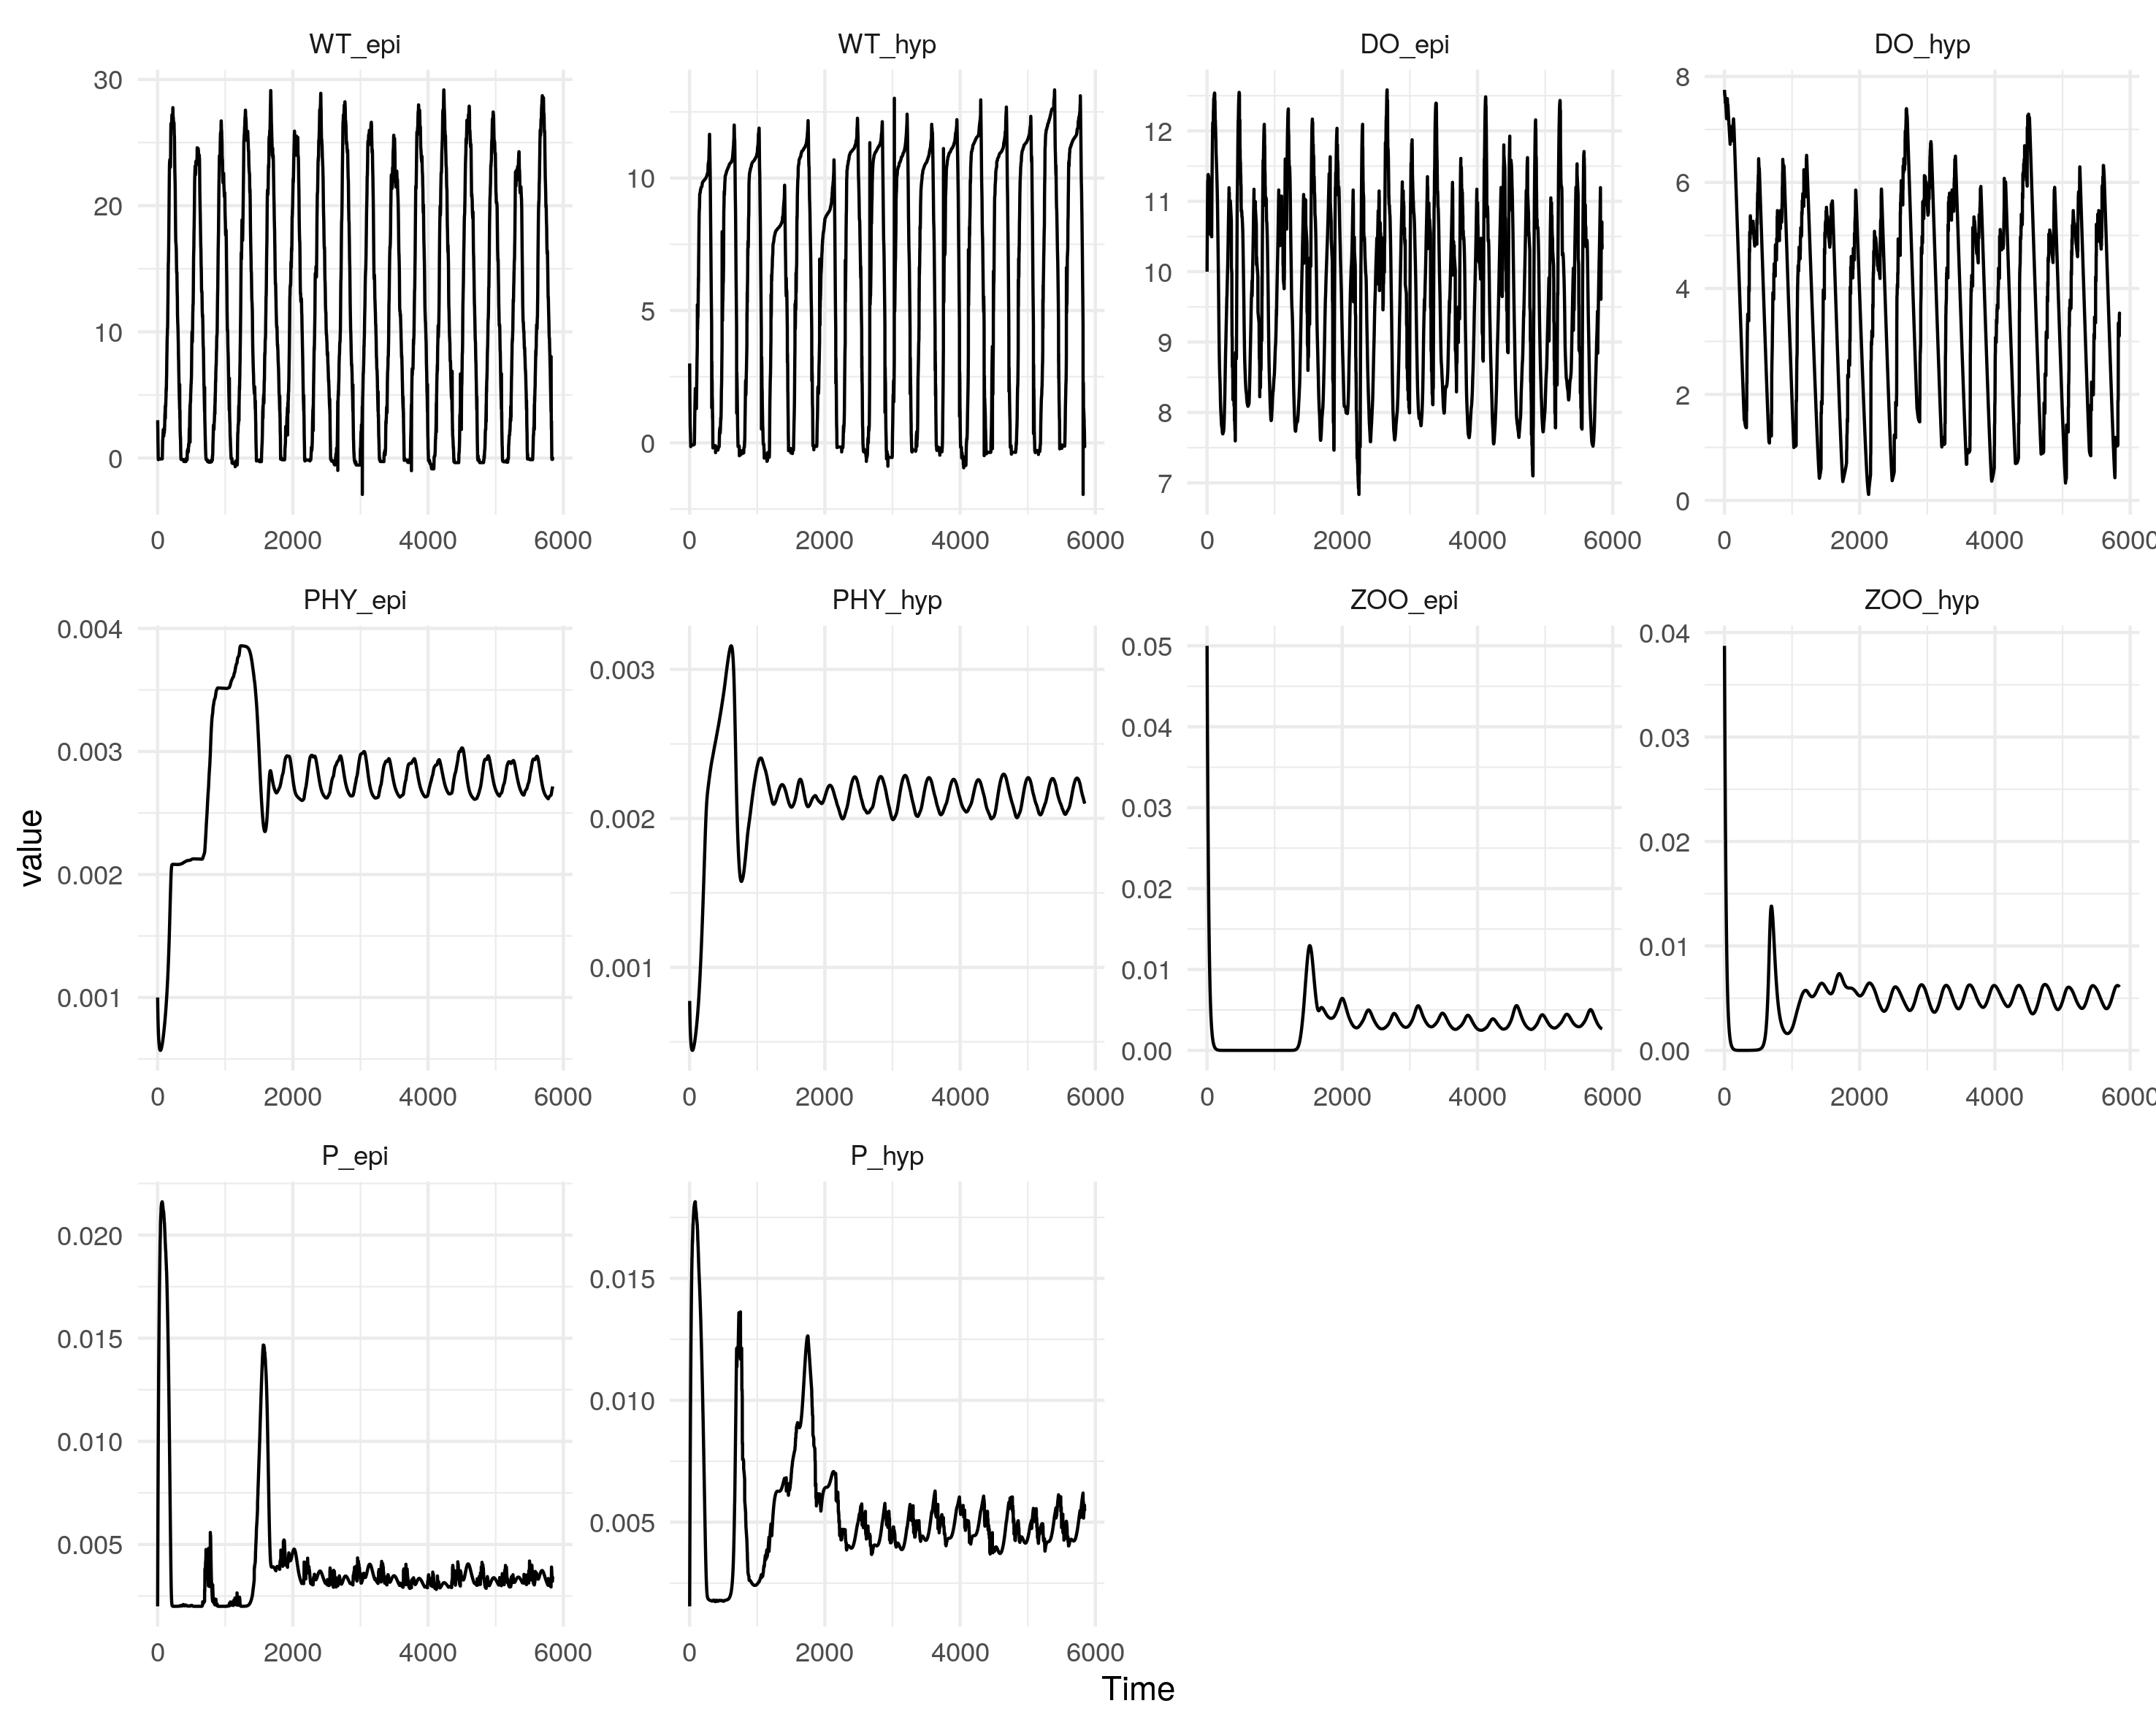 WT_epi WT_hyp DO_epi DO_hyp
30 8
12
20 10 6
11
10 10 4
5
9
2
8
0 0
7 0
0 2000 4000 6000 0 2000 4000 6000 0 2000 4000 6000 0 2000 4000 6000
PHY_epi PHY_hyp ZOO_epi ZOO_hyp
0.004 0.05 0.04
0.003
0.003 0.04 0.03
0.03
0.002 0.002 0.02 0.02
0.01 0.01
0.001 0.001
0.00 0.00
0 2000 4000 6000 0 2000 4000 6000 0 2000 4000 6000 0 2000 4000 6000
value
P_epi P_hyp
0.020
0.015
0.015
0.010
0.010
0.005
0.005
0 2000 4000 6000 0 2000 4000 6000
Time